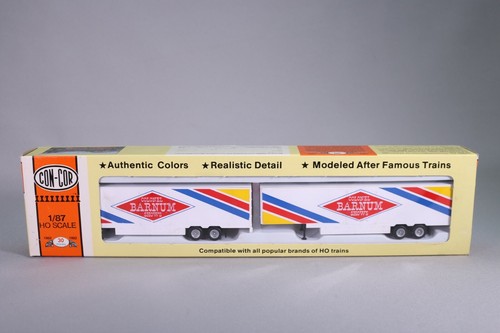 ★Authentic Colors ★Realistic Detail ★Modeled After Famous Trains
CON-COR
1/87
HO SCALE
30
BARNUM
BARNUM
Compatible with all popular brands of HO trains